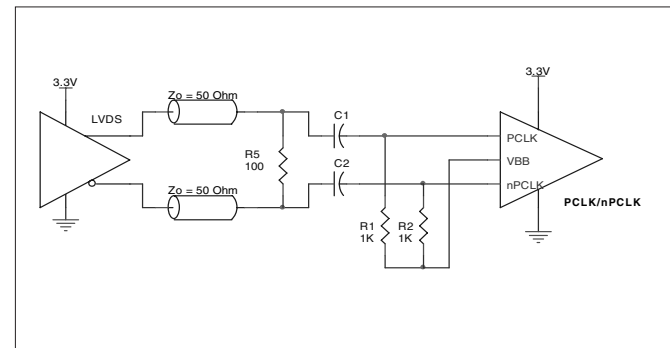 3.3V
3.3V
Zo = 50 Ohm
LVDS
C1
PCLK
R5
100
C2
VBB
Zo = 50 Ohm
nPCLK
PCLK/nPCLK
R1
1K
R2
1K